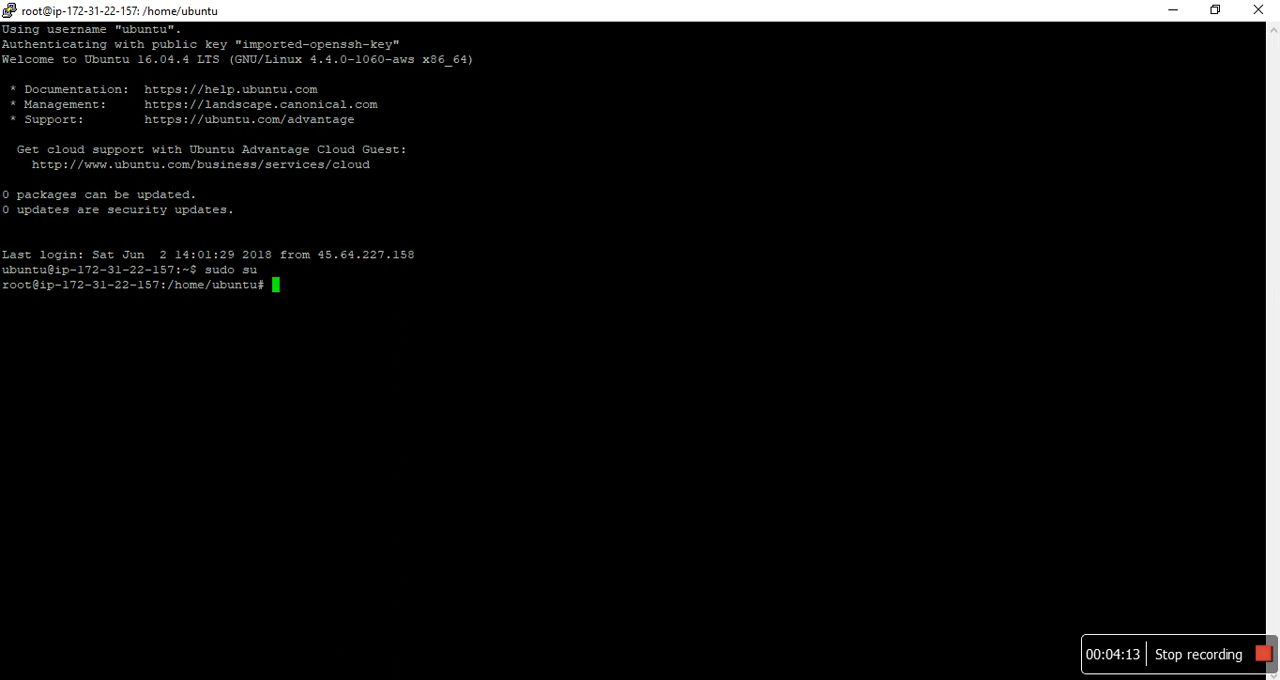 root@ip-172-31-22-157: /home/ubuntu
Using username "ubuntu".
Authenticating with public key "imported-openssh-key"
Welcome to Ubuntu 16.04.4 LTS (GNU/Linux 4.4.0-1060-aws x86_64)
* Documentation:  https://help.ubuntu.com
* Management:     https://landscape.canonical.com
* Support:        https://ubuntu.com/advantage
Get cloud support with Ubuntu Advantage Cloud Guest:
http://www.ubuntu.com/business/services/cloud
0 packages can be updated.
0 updates are security updates.
Last login: Sat Jun  2 14:01:29 2018 from 45.64.227.158
ubuntu@ip-172-31-22-157:~$ sudo su
root@ip-172-31-22-157:/home/ubuntu#
00:04:13 Stop recording